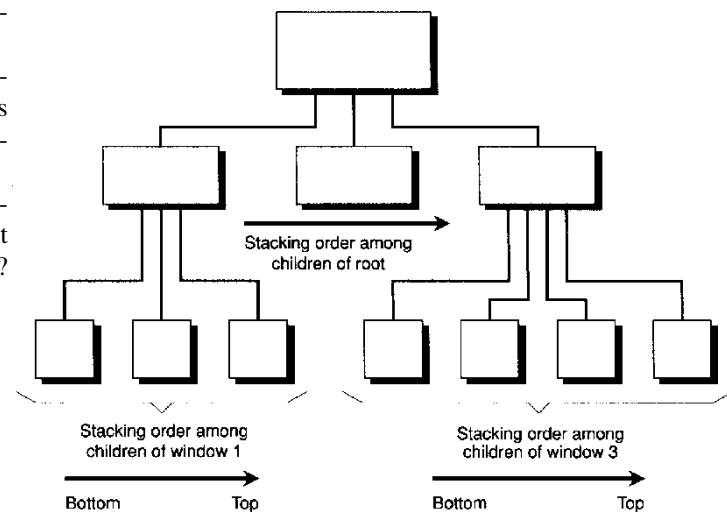 s
t
?
Stacking order among
children of root
Stacking order among
children of window 1
Bottom Top
Stacking order among
children of window 3
Bottom Top